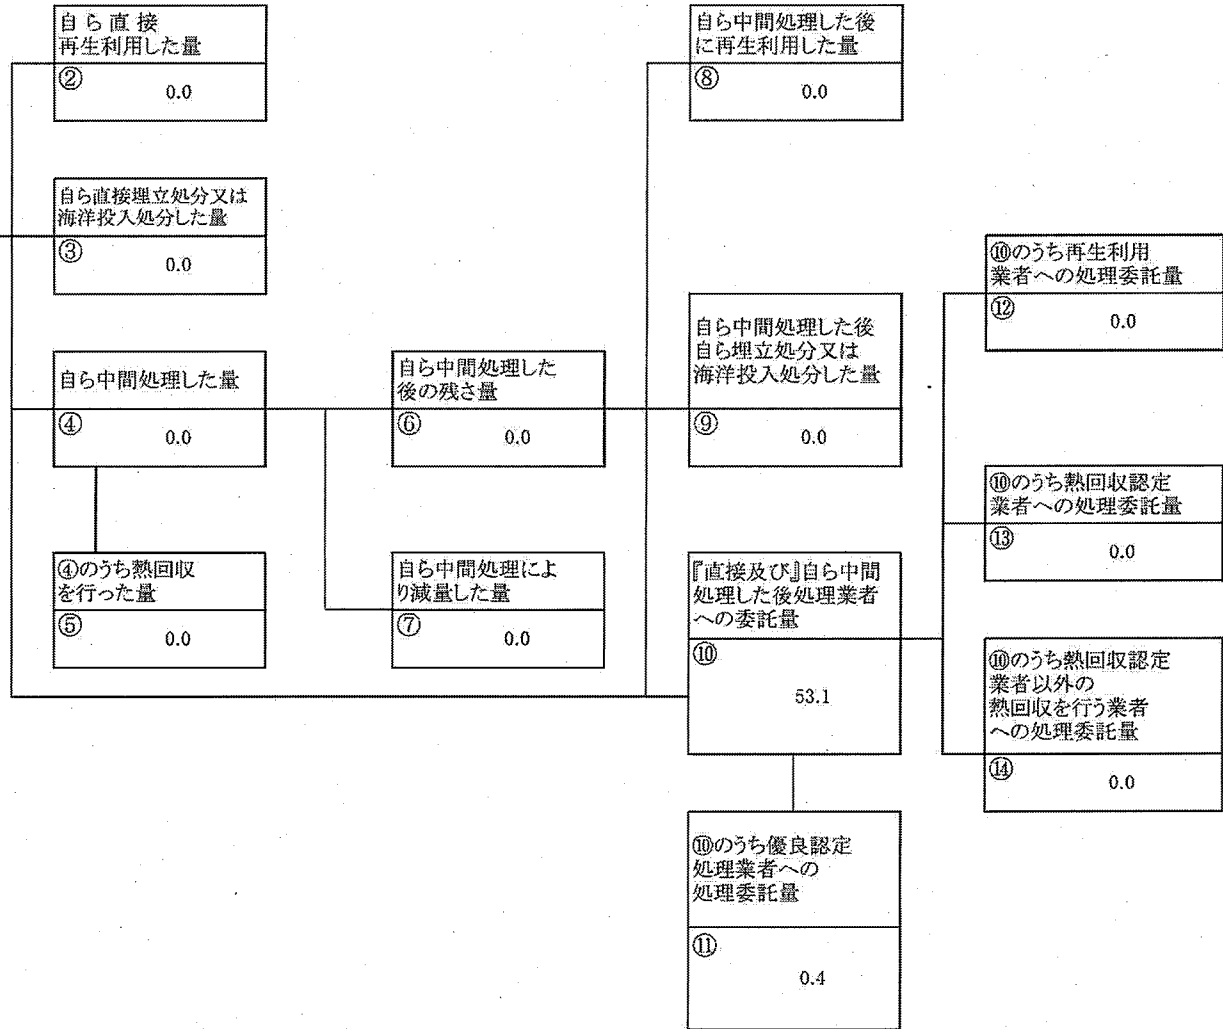 自ら直接
再生利用した量
②
0.0
自ら中間処理した後
に再生利用した量
⑧
0.0
自ら直接埋立処分又は
海洋投入処分した量
③
0.0
⑩のうち再生利用
業者への処理委託量
⑫
0.0
自ら中間処理した量
④
0.0
自ら中間処理した
後の残さ量
⑥
0.0
自ら中間処理した後
自ら埋立処分又は
海洋投入処分した量
⑨
0.0
⑩のうち熱回収認定
業者への処理委託量
⑬
0.0
④のうち熱回収
を行った量
⑤
0.0
自ら中間処理によ
り減量した量
⑦
0.0
『直接及び』自ら中間
処理した後処理業者
への委託量
⑩
53.1
⑩のうち熱回収認定
業者以外の
熱回収を行う業者
への処理委託量
⑭
0.0
⑩のうち優良認定
処理業者への
処理委託量
⑪
0.4